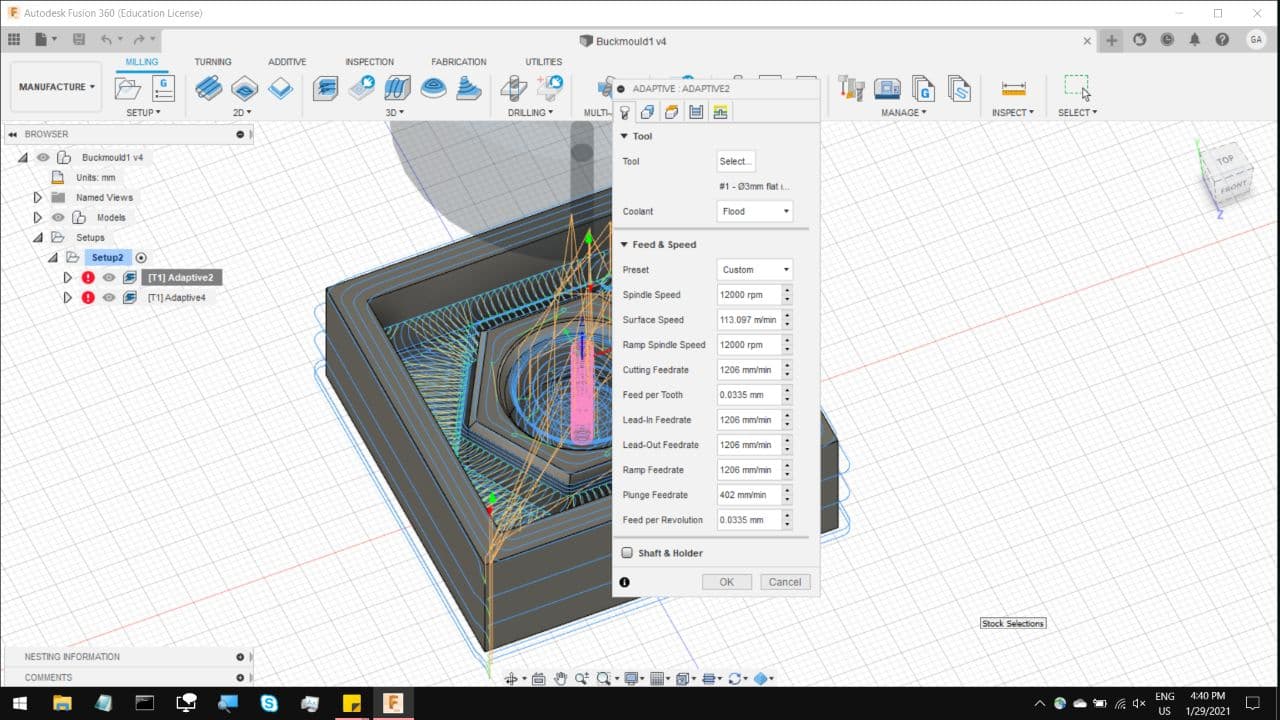 Autodesk Fusion 360 (Education License)
Buckmould1 v4
GA
MILLING TURNING ADDITIVE INSPECTION FABRICATION UTILITIES
MANUFACTURE
SETUP 2D 3D DRILLING MULTI- MANAGE INSPECT SELECT
BROWSER
Buckmould1 v4
Units: mm
Named Views
Models
Setups
Setup2
[T1] Adaptive2
[T1] Adaptive4
ADAPTIVE : ADAPTIVE2
Tool
Tool Select...
#1 - Ø3mm flat
Coolant Flood
Feed & Speed
Preset Custom
Spindle Speed 12000 rpm
Surface Speed 113.097 m/min
Ramp Spindle Speed 12000 rpm
Cutting Feedrate 1206 mm/min
Feed per Tooth 0.0335 mm
Lead-In Feedrate 1206 mm/min
Lead-Out Feedrate 1206 mm/min
Ramp Feedrate 1206 mm/min
Plunge Feedrate 402 mm/min
Feed per Revolution 0.0335 mm
Shaft & Holder
OK Cancel
TOP
FRONT
Z
Stock Selections
NESTING INFORMATION
COMMENTS
ENG
US
4:40 PM
1/29/2021